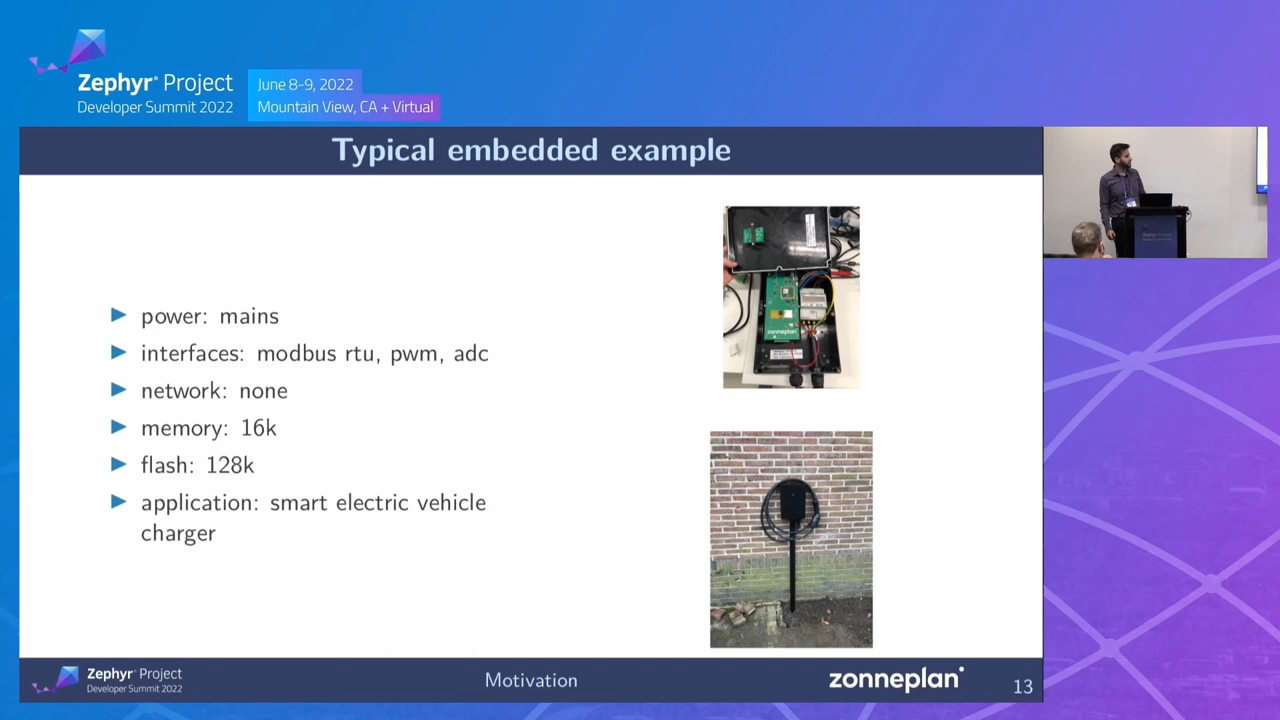 Zephyr® Project
Developer Summit 2022
June 8-9, 2022
Mountain View, CA + Virtual
Typical embedded example
power: mains
interfaces: modbus rtu, pwm, adc
network: none
memory: 16k
flash: 128k
application: smart electric vehicle
charger
zonneplan
Zephyr® Project
Developer Summit 2022
Motivation
zonneplan
13